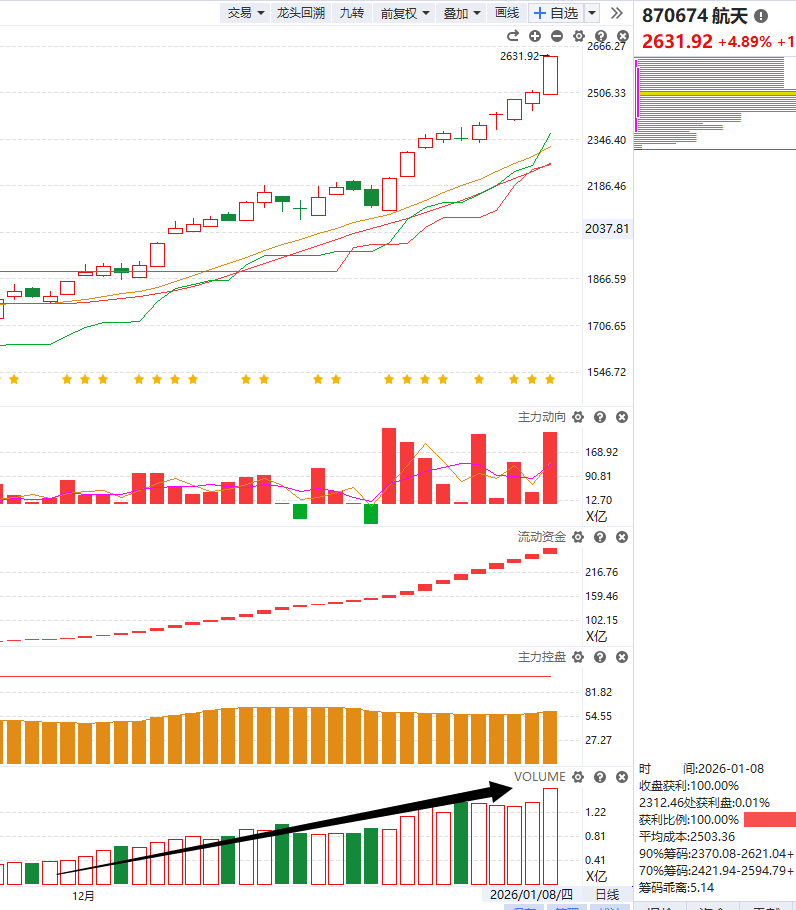 交易 龙头回溯 九转 前复权 叠加 画线 自选
870674 航天
2631.92 +4.89% +1
2631.92
2666.27
2506.33
2346.40
2186.46
2037.81
1866.59
1706.65
1546.72
主力动向
168.92
90.81
12.70
X亿
流动资金
216.76
159.46
102.15
X亿
主力控盘
81.82
54.55
27.27
VOLUME
1.22
0.81
0.41
X亿
12月
2026/01/08/四
日线
时 间:2026-01-08
收盘获利:100.00%
2312.46处获利盘:0.01%
获利比例:100.00%
平均成本:2503.36
90%筹码:2370.08-2621.04+
70%筹码:2421.94-2594.79+
筹码乖离:5.14